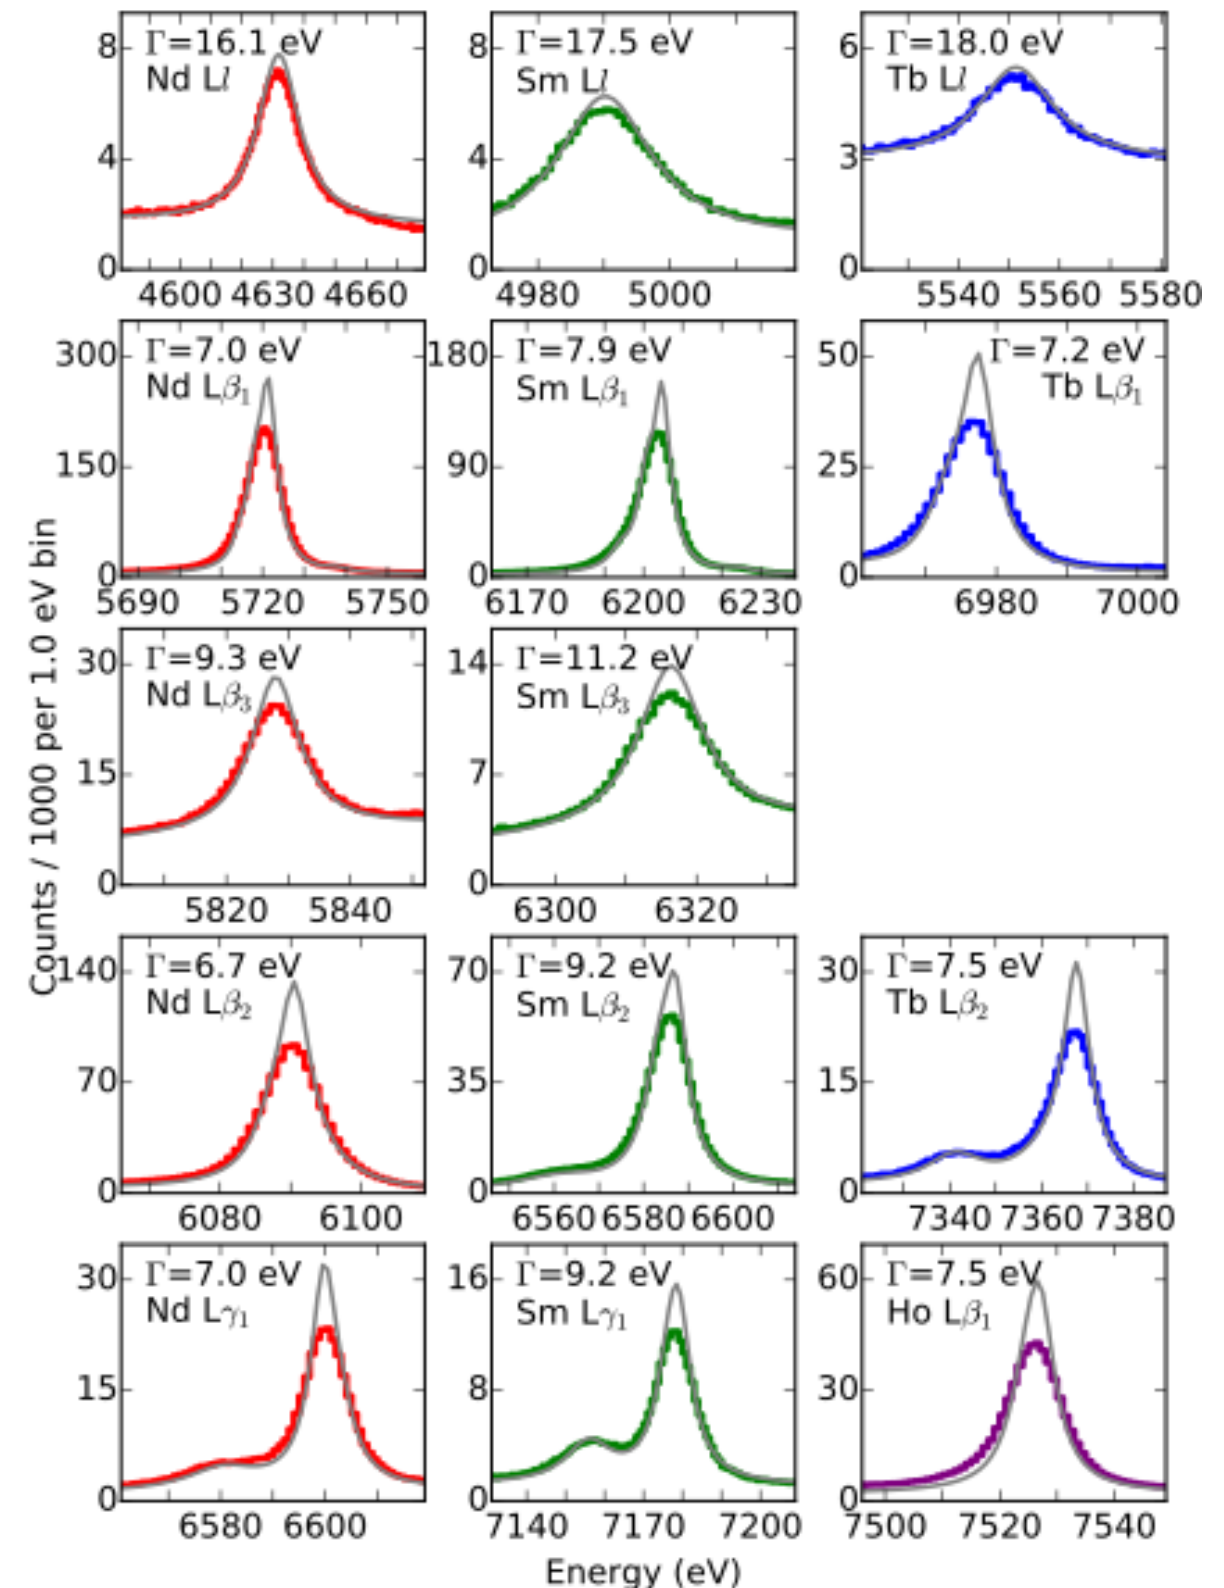 Counts / 1000 per 1.0 eV bin
Γ=16.1 eV
Nd Ll
8
4
0
4600 4630 4660
Γ=17.5 eV
Sm Ll
8
4
0
4980 5000
Γ=18.0 eV
Tb Ll
6
3
0
5540 5560 5580
Γ=7.0 eV
Nd Lβ₁
300
150
0
5690 5720 5750
Γ=7.9 eV
Sm Lβ₁
180
90
0
6170 6200 6230
Γ=7.2 eV
Tb Lβ₁
50
25
0
6980 7000
Γ=9.3 eV
Nd Lβ₃
30
15
0
5820 5840
Γ=11.2 eV
Sm Lβ₃
14
7
0
6300 6320
Γ=6.7 eV
Nd Lβ₂
140
70
0
6080 6100
Γ=9.2 eV
Sm Lβ₂
70
35
0
6560 6580 6600
Γ=7.5 eV
Tb Lβ₂
30
15
0
7340 7360 7380
Γ=7.0 eV
Nd Lγ₁
30
15
0
6580 6600
Γ=9.2 eV
Sm Lγ₁
16
8
0
7140 7170 7200
Γ=7.5 eV
Ho Lβ₁
60
30
0
7500 7520 7540
Energy (eV)